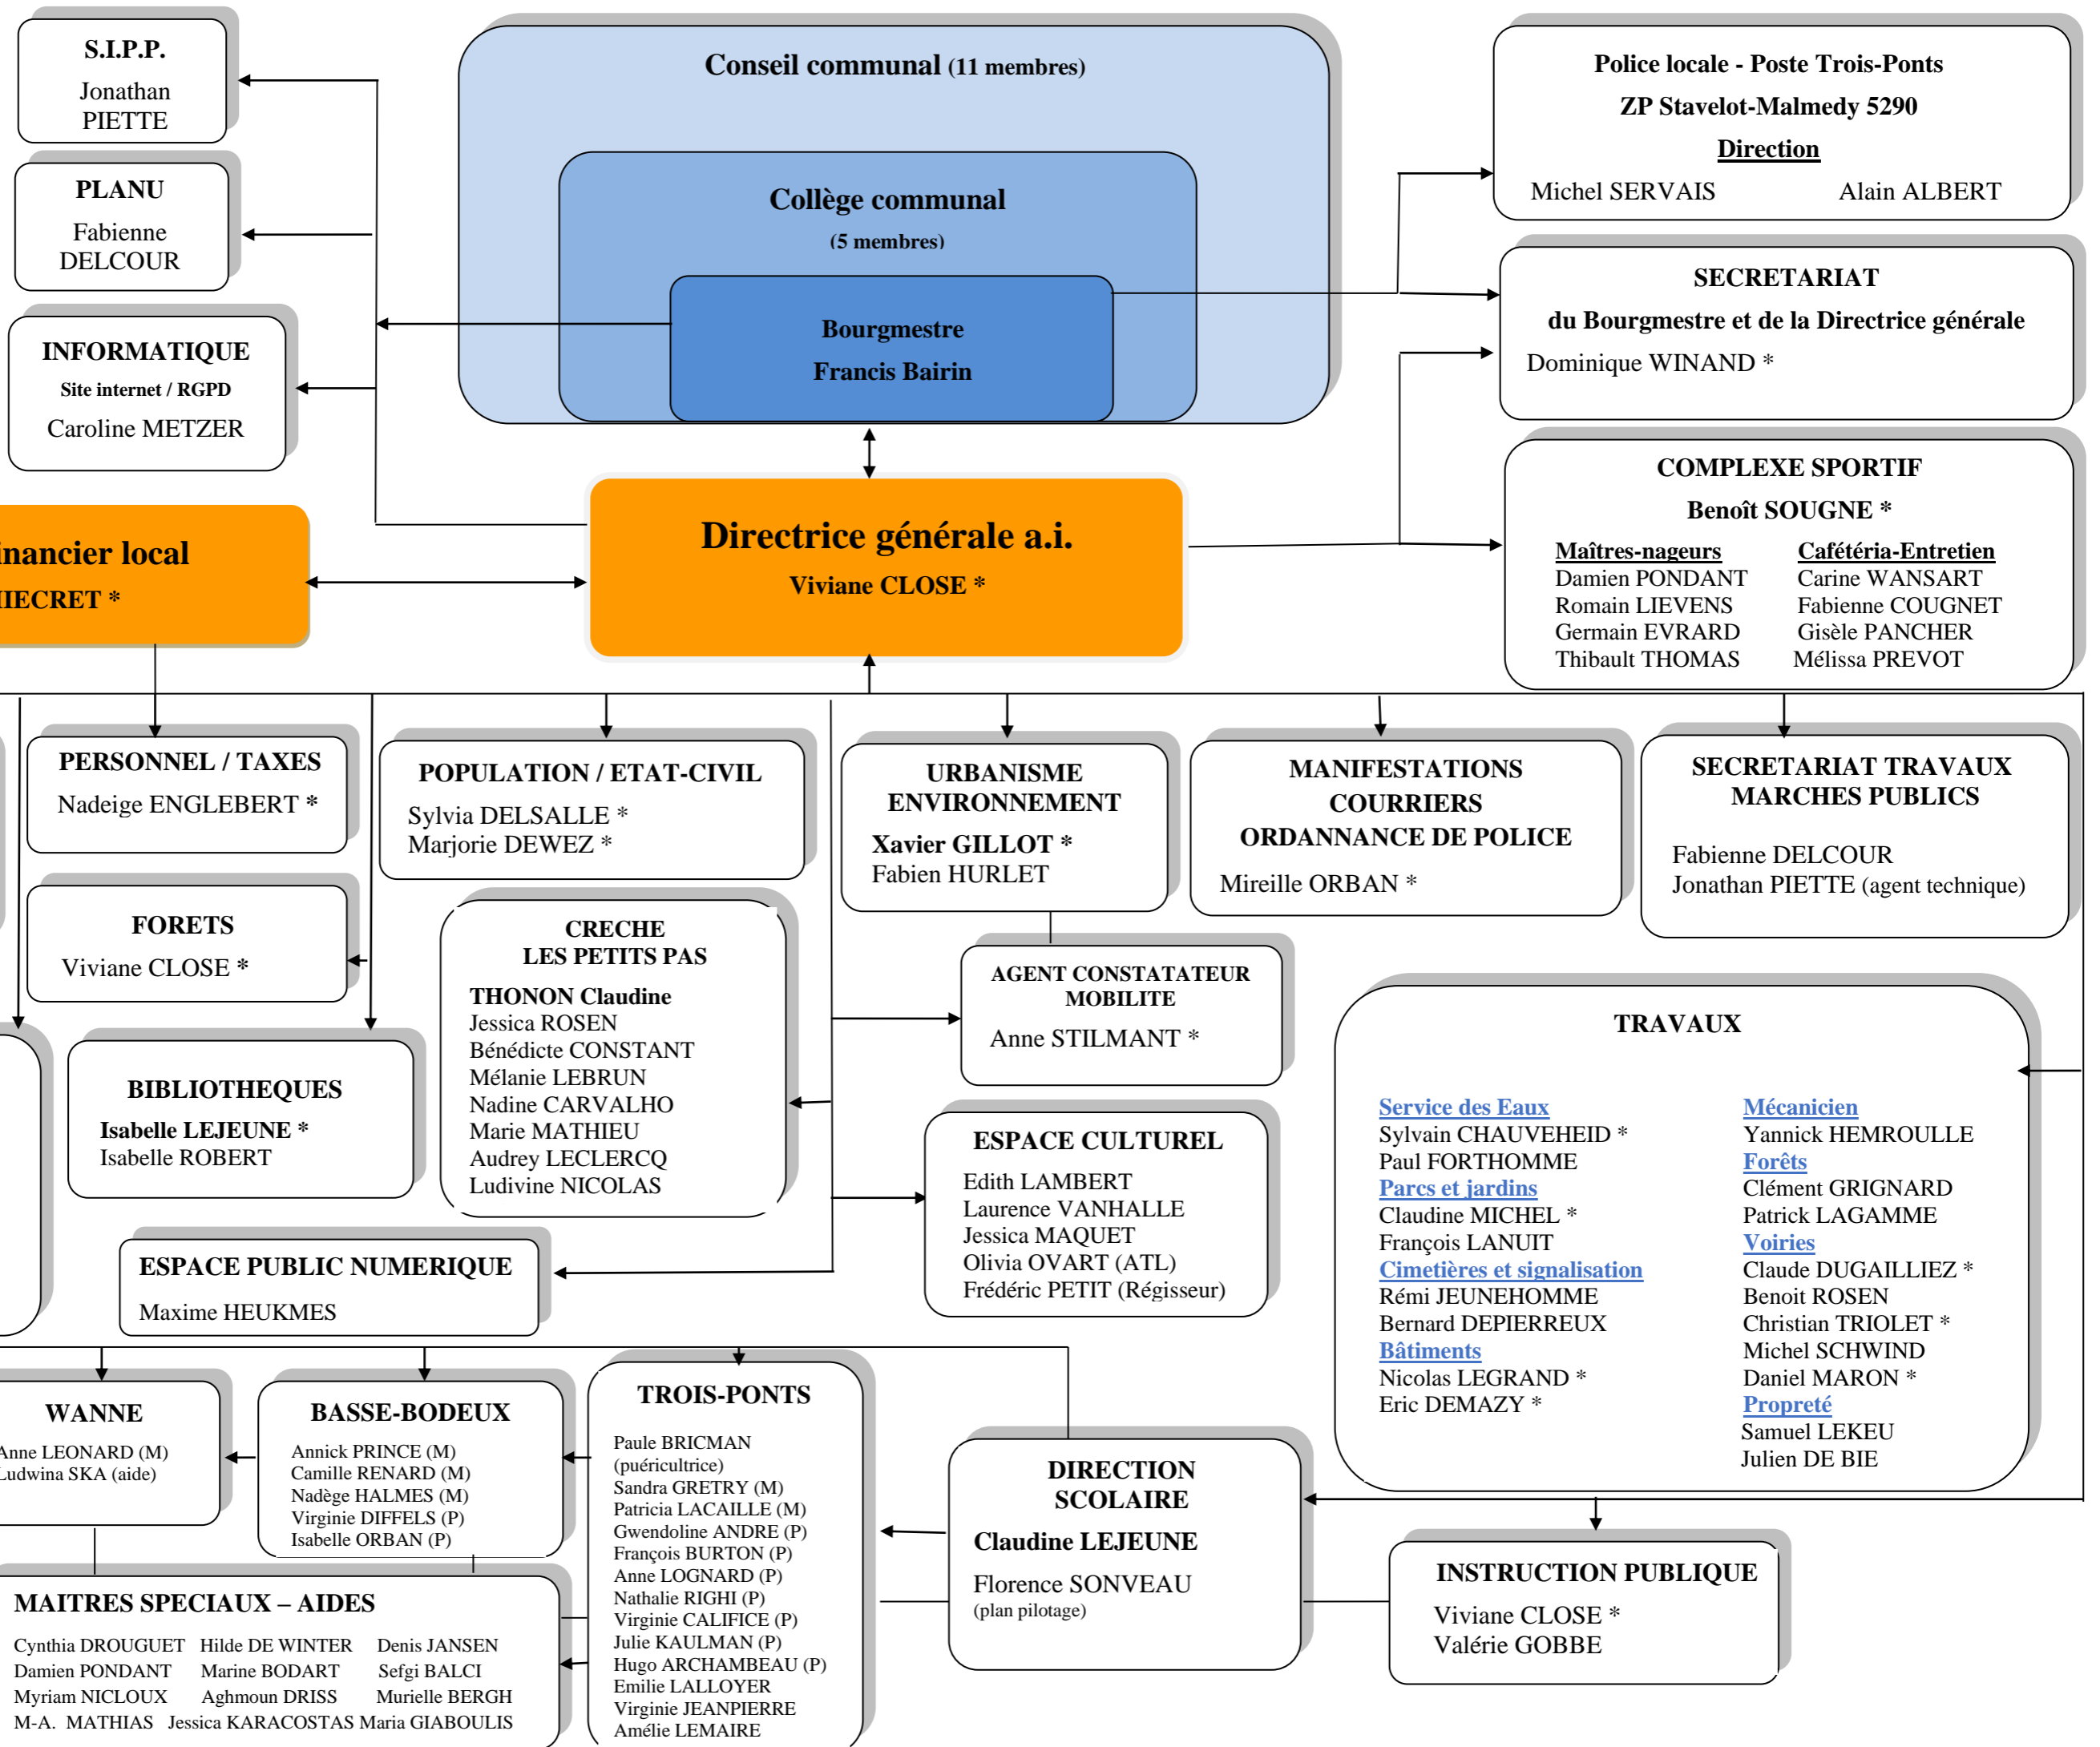 S.I.P.P.
Jonathan
PIETTE
PLANU
Fabienne
DELCOUR
INFORMATIQUE
Site internet / RGPD
Caroline METZER
Conseil communal (11 membres)
Collège communal
(5 membres)
Bourgmestre
Francis Bairin
Police locale - Poste Trois-Ponts
ZP Stavelot-Malmedy 5290
Direction
Michel SERVAIS Alain ALBERT
SECRETARIAT
du Bourgmestre et de la Directrice générale
Dominique WINAND *
COMPLEXE SPORTIF
Benoît SOUGNE *
Maîtres-nageurs
Damien PONDANT
Romain LIEVENS
Germain EVRARD
Thibault THOMAS
Cafétéria-Entretien
Carine WANSART
Fabienne COUGNET
Gisèle PANCHER
Mélissa PREVOT
inancier local
IECRET *
Directrice générale a.i.
Viviane CLOSE *
PERSONNEL / TAXES
Nadeige ENGLEBERT *
POPULATION / ETAT-CIVIL
Sylvia DELSALLE *
Marjorie DEWEZ *
URBANISME
ENVIRONNEMENT
Xavier GILLOT *
Fabien HURLET
MANIFESTATIONS
COURRIERS
ORDANNANCE DE POLICE
Mireille ORBAN *
SECRETARIAT TRAVAUX
MARCHES PUBLICS
Fabienne DELCOUR
Jonathan PIETTE (agent technique)
FORETS
Viviane CLOSE *
CRECHE
LES PETITS PAS
THONON Claudine
Jessica ROSEN
Bénédicte CONSTANT
Mélanie LEBRUN
Nadine CARVALHO
Marie MATHIEU
Audrey LECLERCQ
Ludivine NICOLAS
AGENT CONSTATATEUR
MOBILITE
Anne STILMANT *
BIBLIOTHEQUES
Isabelle LEJEUNE *
Isabelle ROBERT
ESPACE CULTUREL
Edith LAMBERT
Laurence VANHALLE
Jessica MAQUET
Olivia OVART (ATL)
Frédéric PETIT (Régisseur)
ESPACE PUBLIC NUMERIQUE
Maxime HEUKMES
TRAVAUX
Service des Eaux
Sylvain CHAUVEHEID *
Paul FORTHOMME
Parcs et jardins
Claudine MICHEL *
François LANUIT
Cimetières et signalisation
Rémi JEUNEHOMME
Bernard DEPIERREUX
Bâtiments
Nicolas LEGRAND *
Eric DEMAZY *
Mécanicien
Yannick HEMROULLE
Forêts
Clément GRIGNARD
Patrick LAGAMME
Voiries
Claude DUGAILLIEZ *
Benoit ROSEN
Christian TRIOLET *
Michel SCHWIND
Daniel MARON *
Propreté
Samuel LEKEU
Julien DE BIE
WANNE
Anne LEONARD (M)
Ludwina SKA (aide)
BASSE-BODEUX
Annick PRINCE (M)
Camille RENARD (M)
Nadège HALMES (M)
Virginie DIFFELS (P)
Isabelle ORBAN (P)
TROIS-PONTS
Paule BRICMAN
(puéricultrice)
Sandra GRETRY (M)
Patricia LACAILLE (M)
Gwendoline ANDRE (P)
François BURTON (P)
Anne LOGNARD (P)
Nathalie RIGHI (P)
Virginie CALIFICE (P)
Julie KAULMAN (P)
Hugo ARCHAMBEAU (P)
Emilie LALLOYER
Virginie JEANPIERRE
Amélie LEMAIRE
DIRECTION
SCOLAIRE
Claudine LEJEUNE
Florence SONVEAU
(plan pilotage)
INSTRUCTION PUBLIQUE
Viviane CLOSE *
Valérie GOBBE
MAITRES SPECIAUX – AIDES
Cynthia DROUGUET Hilde DE WINTER Denis JANSEN
Damien PONDANT Marine BODART Sefgi BALCI
Myriam NICLOUX Aghmoun DRISS Murielle BERGH
M-A. MATHIAS Jessica KARACOSTAS Maria GIABOULIS